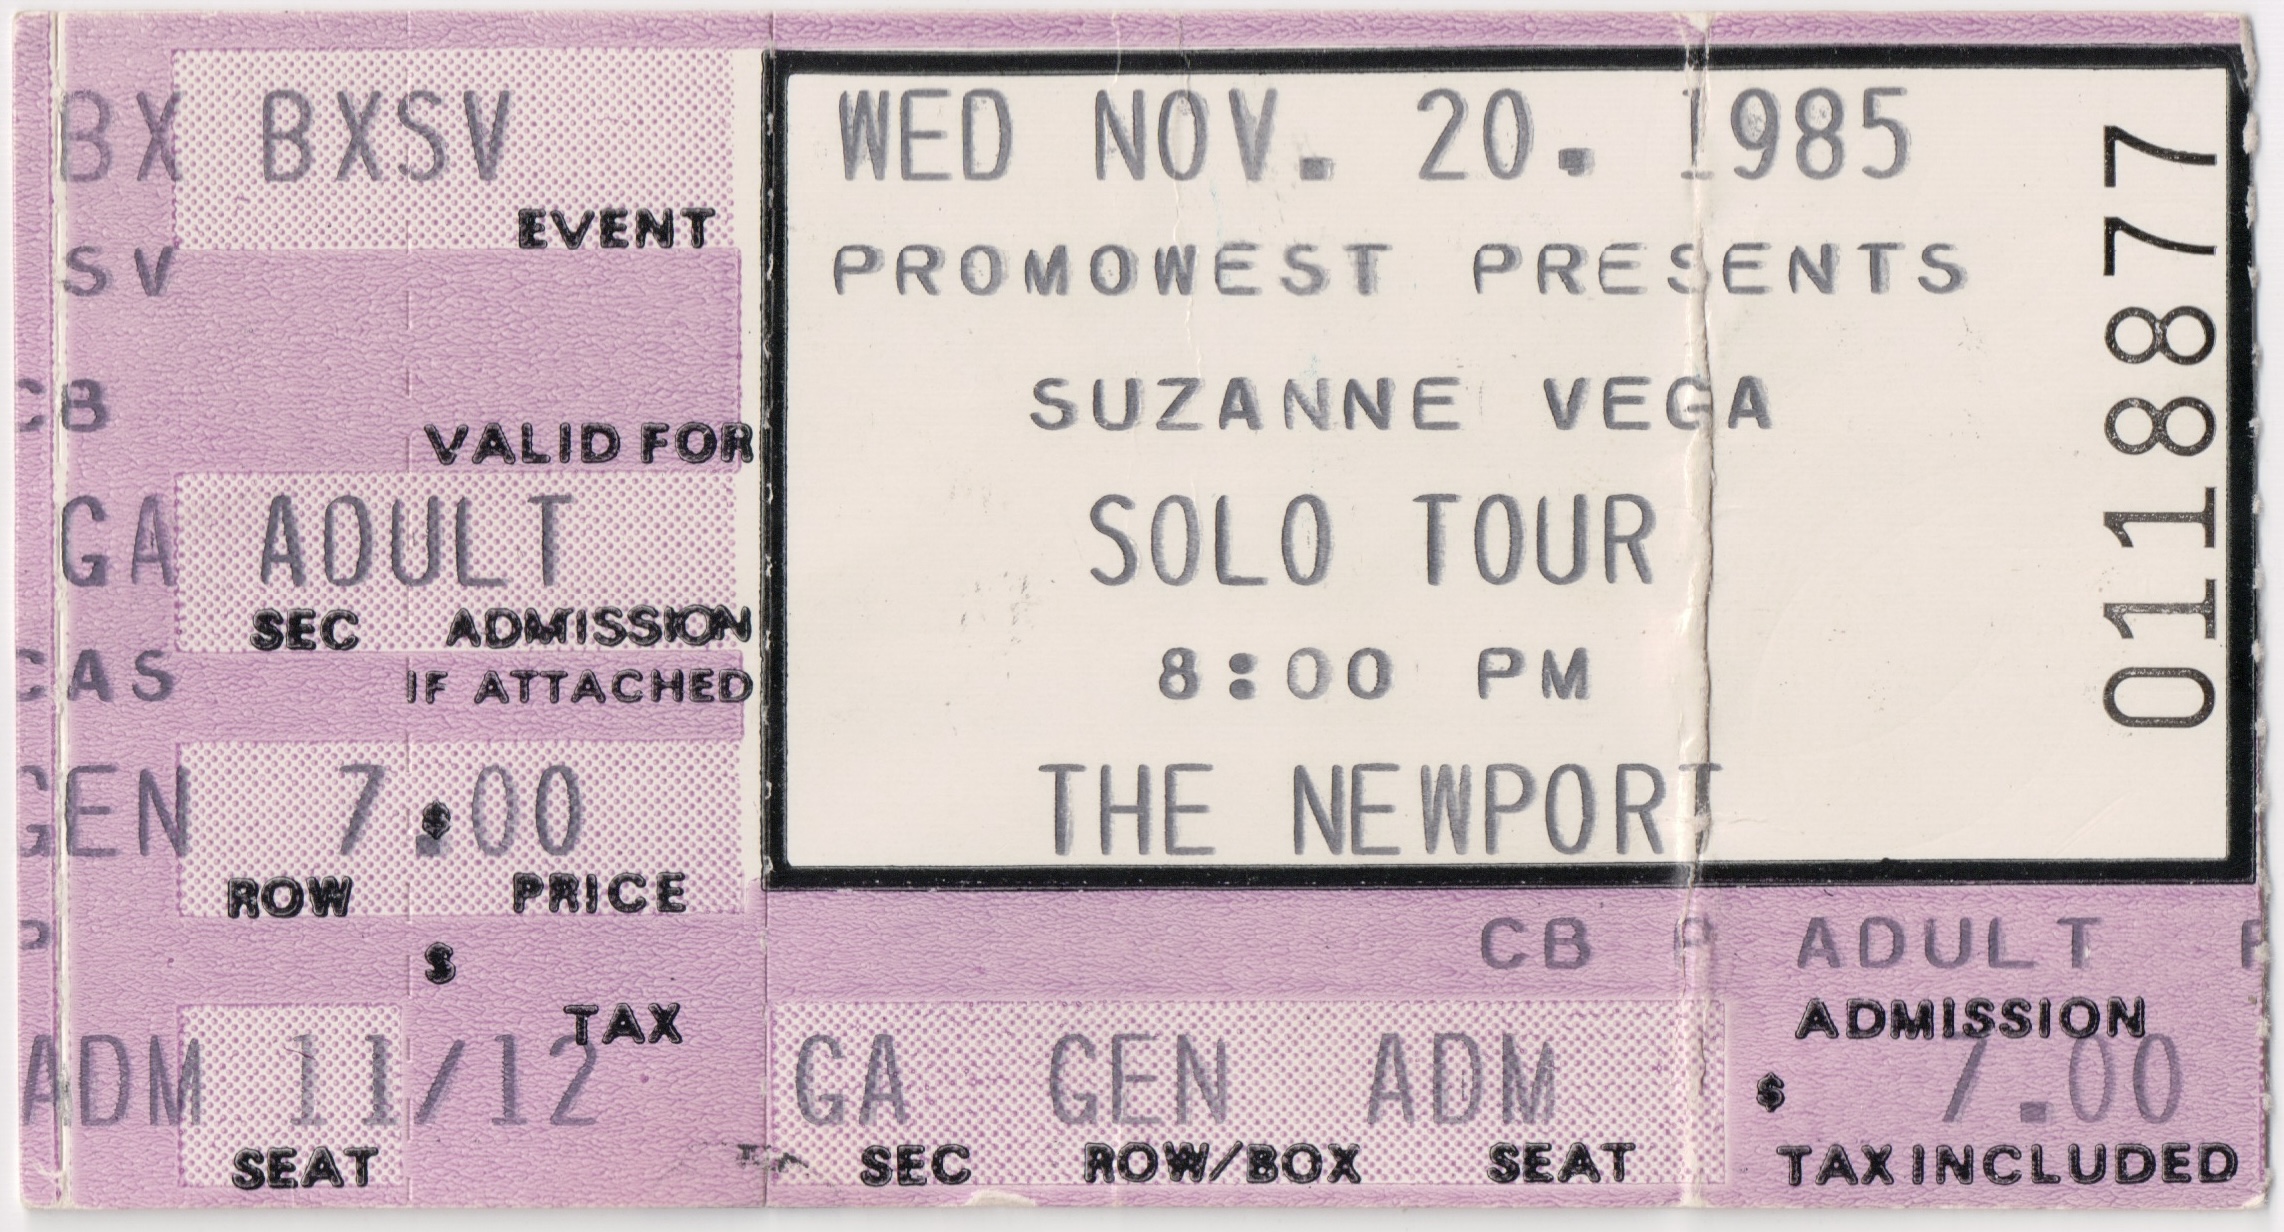 BX BXSV
EVENT
SV
CB
VALID FOR
GA ADULT
SEC ADMISSION
IF ATTACHED
CAS
GEN 7.00
$
ROW PRICE
P
$
TAX
ADM 11/12
SEAT
WED NOV. 20. 1985
PROMOWEST PRESENTS
SUZANNE VEGA
SOLO TOUR
8:00 PM
THE NEWPORT
011877
CB P ADULT
ADMISSION
GA GEN ADM $ 7.00
SEC ROW/BOX SEAT TAX INCLUDED